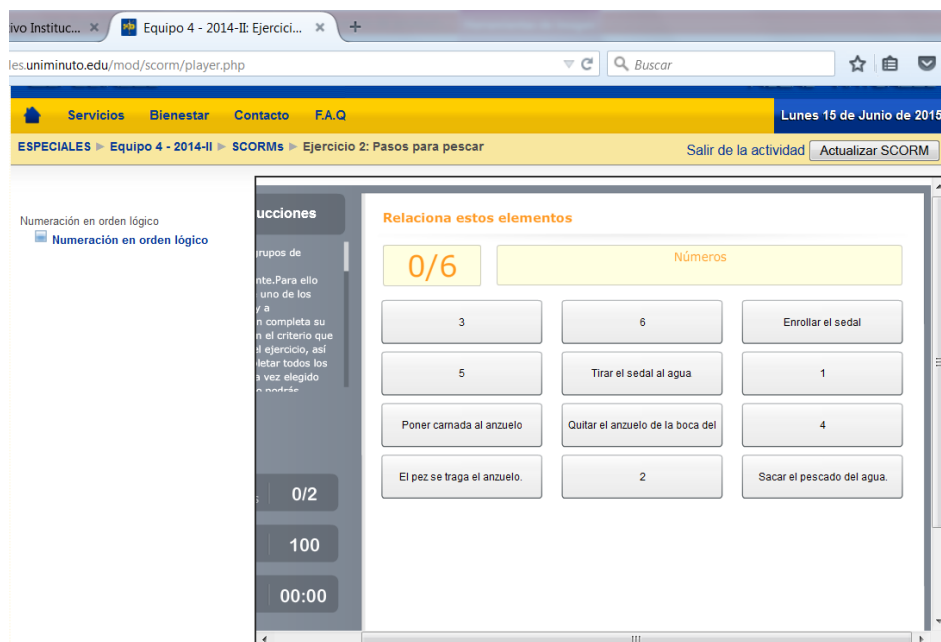 ivo Instituc... ×
Equipo 4 - 2014-II: Ejercici... ×
+
les.uniminuto.edu/mod/scorm/player.php
Buscar
Servicios Bienestar Contacto F.A.Q
Lunes 15 de Junio de 2015
ESPECIALES ► Equipo 4 - 2014-II ► SCORMs ► Ejercicio 2: Pasos para pescar
Salir de la actividad Actualizar SCORM
Numeración en orden lógico
Numeración en orden lógico
ucciones
grupos de
nte.Para ello
uno de los
y a
n completa su
n el criterio que
el ejercicio, así
letar todos los
a vez elegido
0/2
100
00:00
Relaciona estos elementos
0/6 Números
3 6 Enrollar el sedal
5 Tirar el sedal al agua 1
Poner carnada al anzuelo Quitar el anzuelo de la boca del 4
El pez se traga el anzuelo. 2 Sacar el pescado del agua.